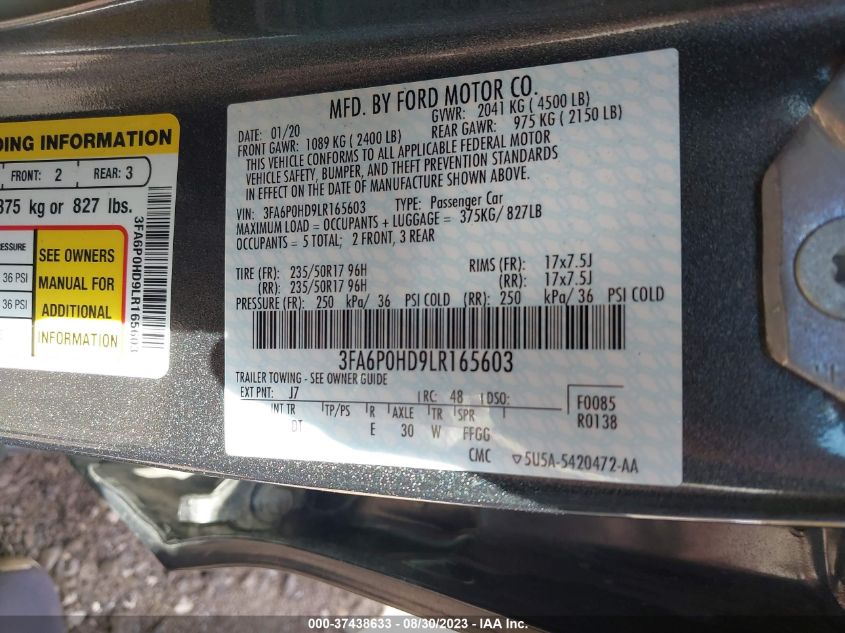 DING INFORMATION
FRONT: 2 REAR: 3
375 kg or 827 lbs.
36 PSI
36 PSI
SEE OWNERS
MANUAL FOR
ADDITIONAL
INFORMATION
3FA6P0HD9LR165603
MFD. BY FORD MOTOR CO.
DATE: 01/20 GVWR: 2041 KG ( 4500 LB)
FRONT GAWR: 1089 KG ( 2400 LB) REAR GAWR: 975 KG ( 2150 LB)
THIS VEHICLE CONFORMS TO ALL APPLICABLE FEDERAL MOTOR
VEHICLE SAFETY, BUMPER, AND THEFT PREVENTION STANDARDS
IN EFFECT ON THE DATE OF MANUFACTURE SHOWN ABOVE.
VIN: 3FA6P0HD9LR165603 TYPE: Passenger Car
MAXIMUM LOAD = OCCUPANTS + LUGGAGE = 375KG/ 827LB
OCCUPANTS = 5 TOTAL; 2 FRONT, 3 REAR
TIRE (FR): 235/50R17 96H RIMS (FR): 17x7.5J
(RR): 235/50R17 96H (RR): 17x7.5J
PRESSURE (FR): 250 kPa/ 36 PSI COLD (RR): 250 kPa/ 36 PSI COLD
3FA6P0HD9LR165603
TRAILER TOWING - SEE OWNER GUIDE
EXT PNT: J7 RC: 48 DSO: F0085
INT TR TP/PS R AXLE TR SPR R0138
DT E 30 W FFGG
CMC ▽5U5A-5420472-AA
000-37438633 - 08/30/2023 - IAA Inc.